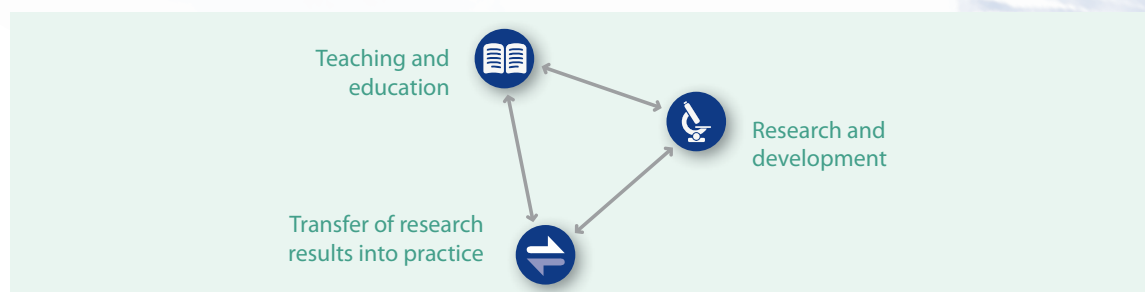 Teaching and
education
Research and
development
Transfer of research
results into practice